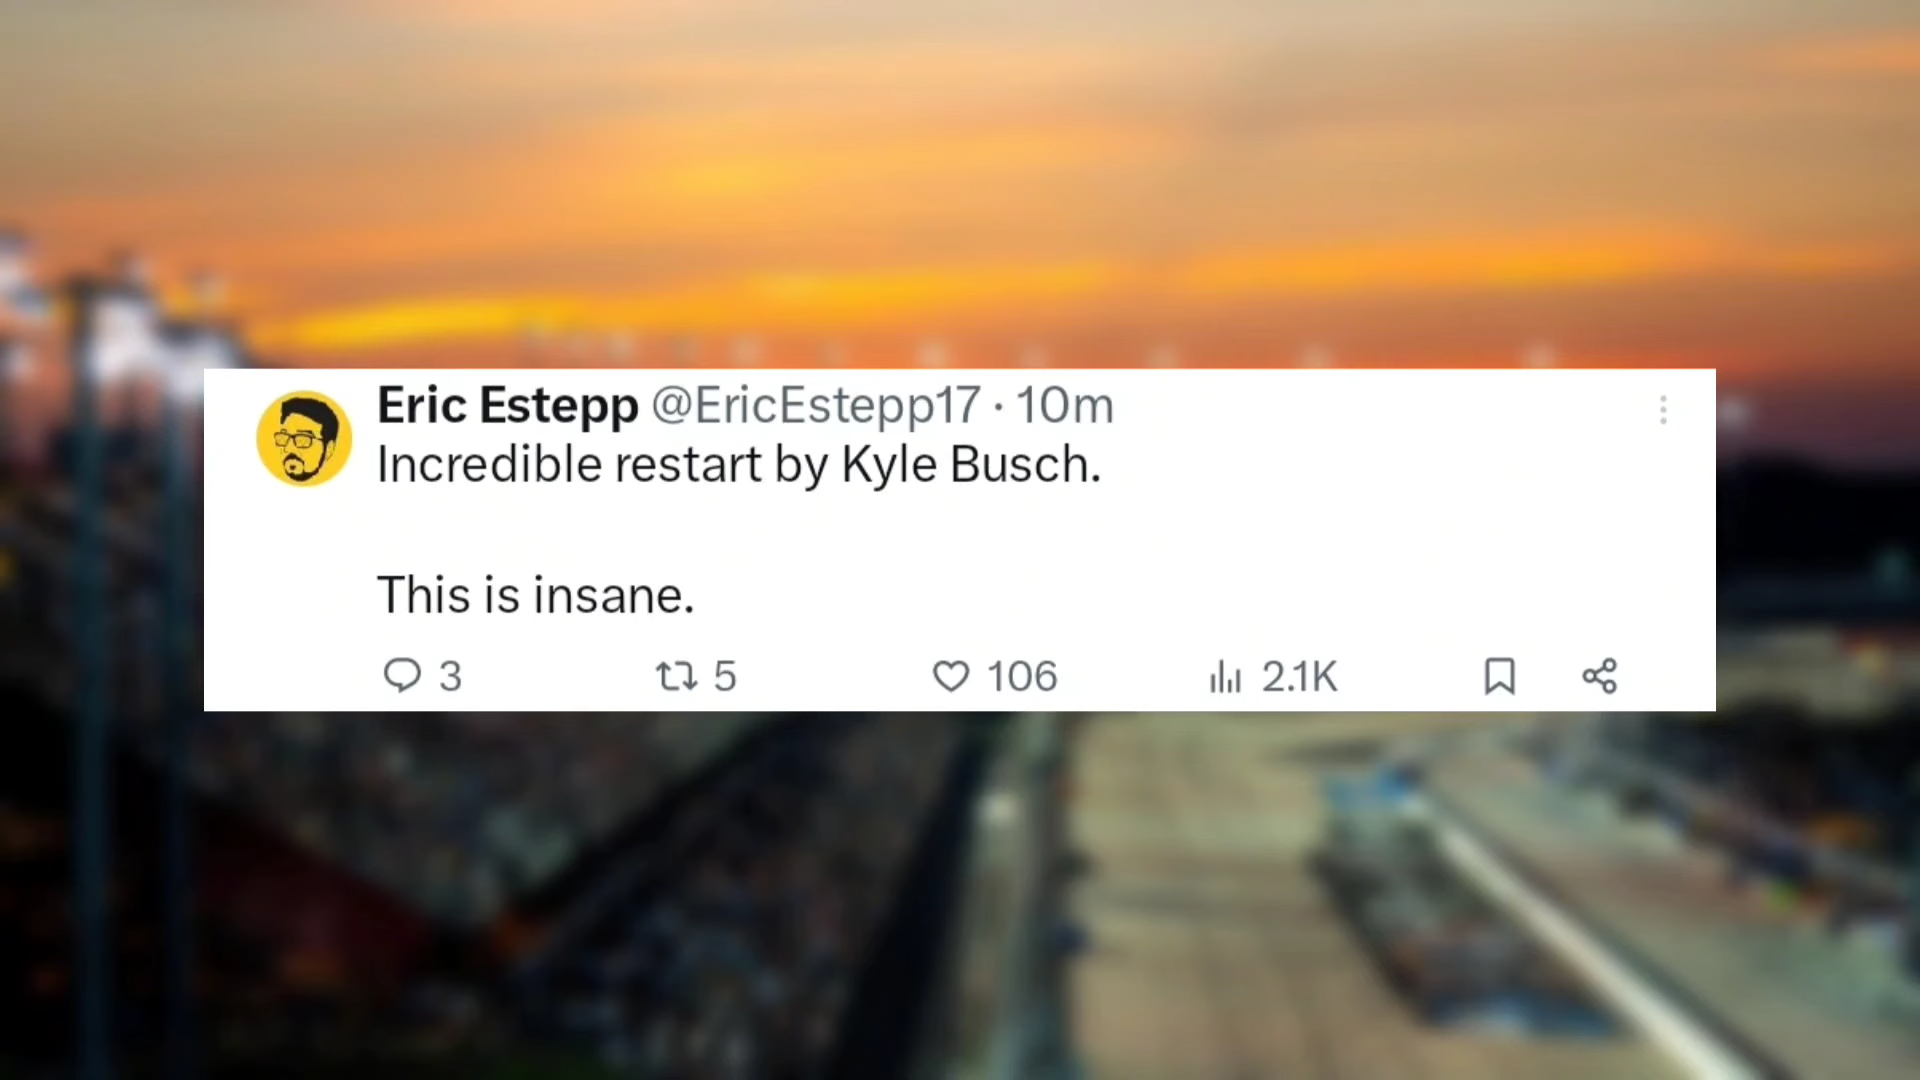 Eric Estepp @EricEstepp17 · 10m
Incredible restart by Kyle Busch.
This is insane.
3 5 106 2.1K